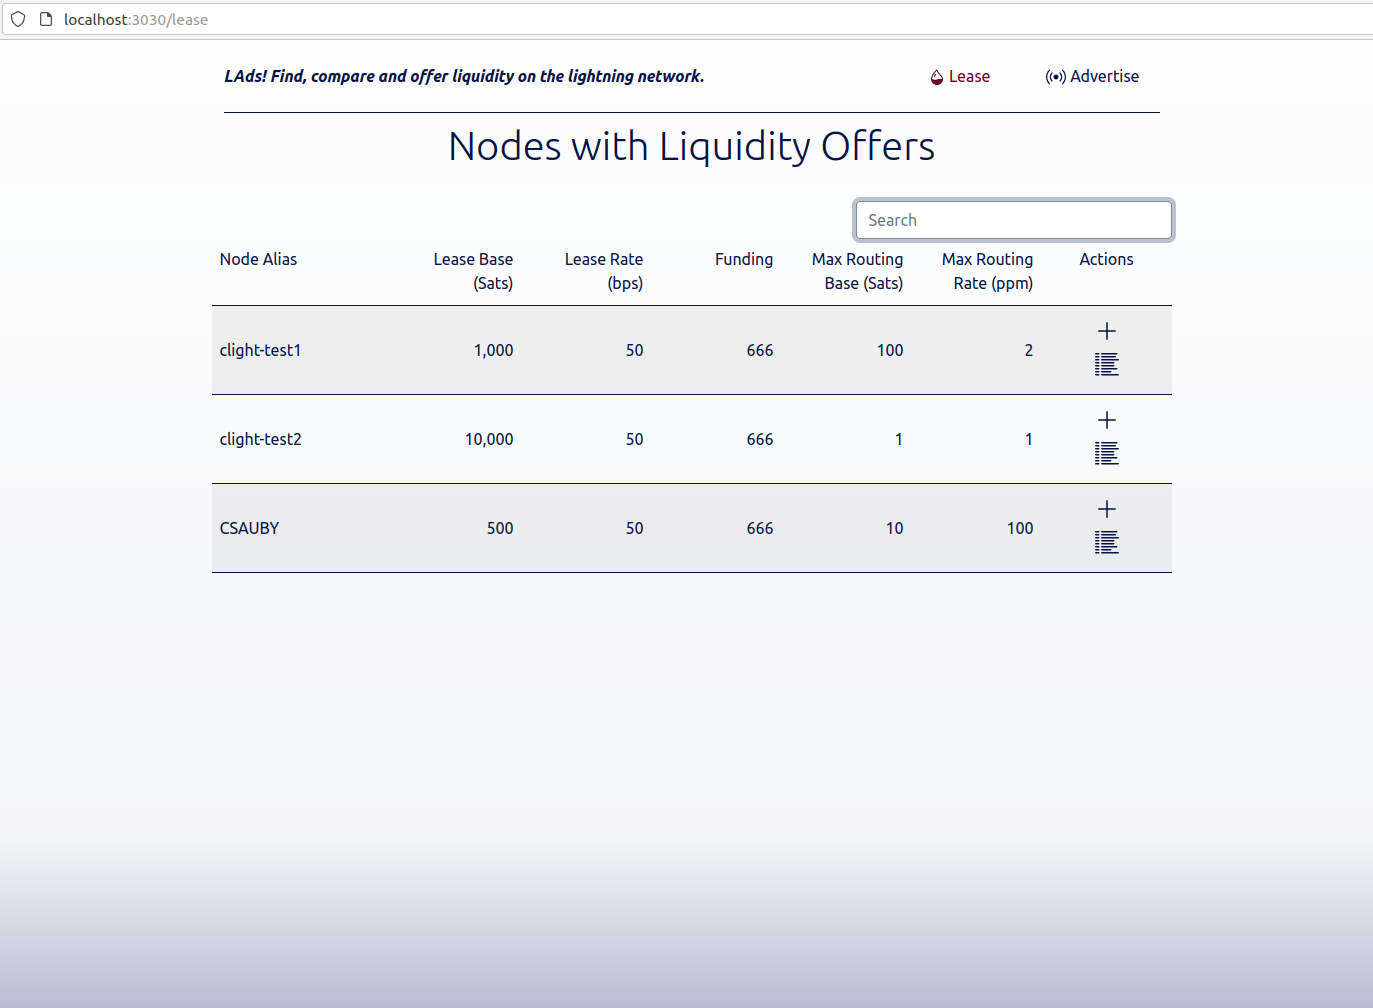 localhost:3030/lease
LAds! Find, compare and offer liquidity on the lightning network. Lease Advertise
Nodes with Liquidity Offers
Search
Node Alias Lease Base (Sats) Lease Rate (bps) Funding Max Routing Base (Sats) Max Routing Rate (ppm) Actions
clight-test1 1,000 50 666 100 2
clight-test2 10,000 50 666 1 1
CSAUBY 500 50 666 10 100